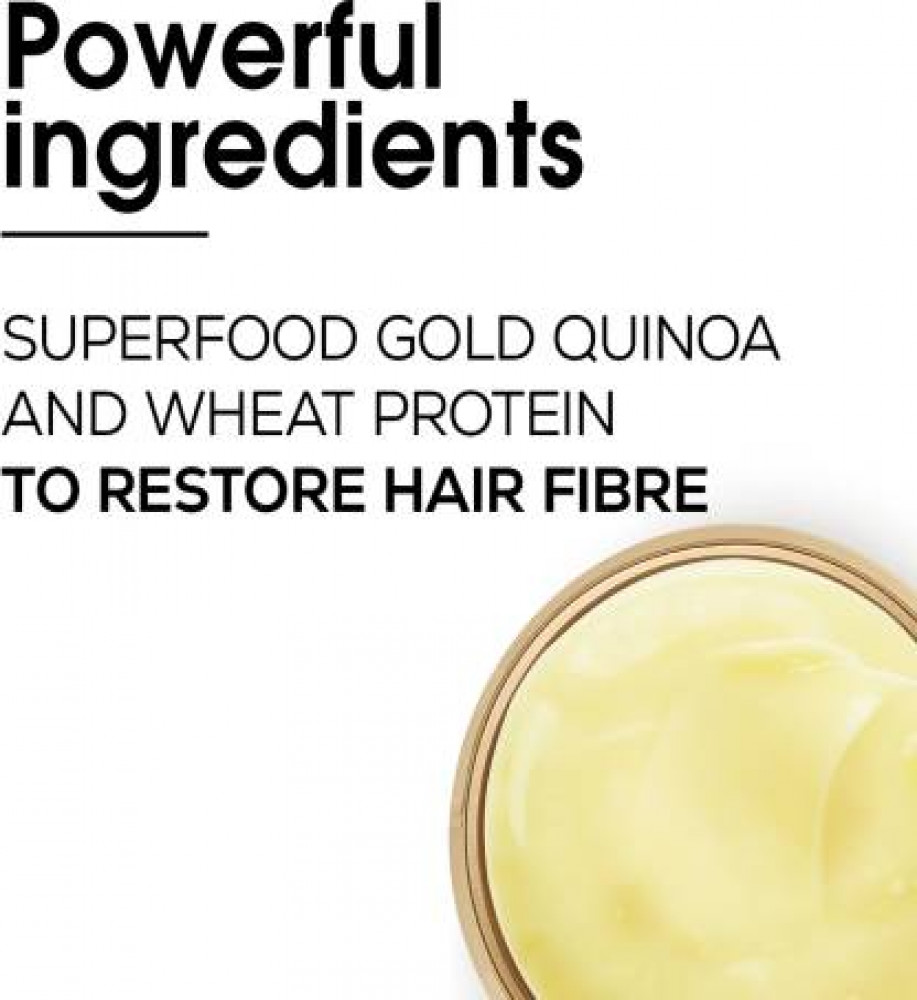 Powerful
ingredients
SUPERFOOD GOLD QUINOA
AND WHEAT PROTEIN
TO RESTORE HAIR FIBRE